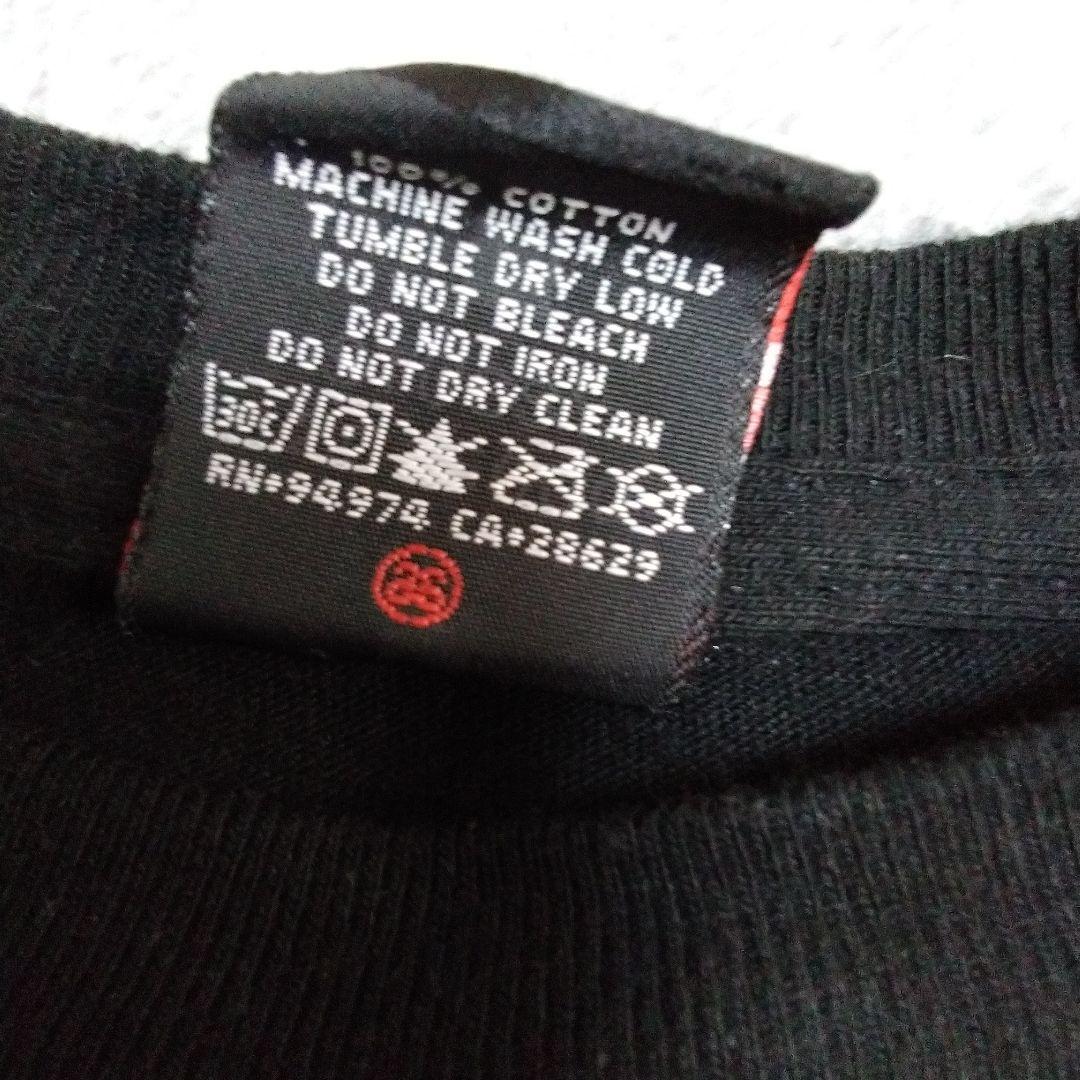 100% COTTON
MACHINE WASH COLD
TUMBLE DRY LOW
DO NOT BLEACH
DO NOT IRON
DO NOT DRY CLEAN
30C
RN#94974 CA#28629